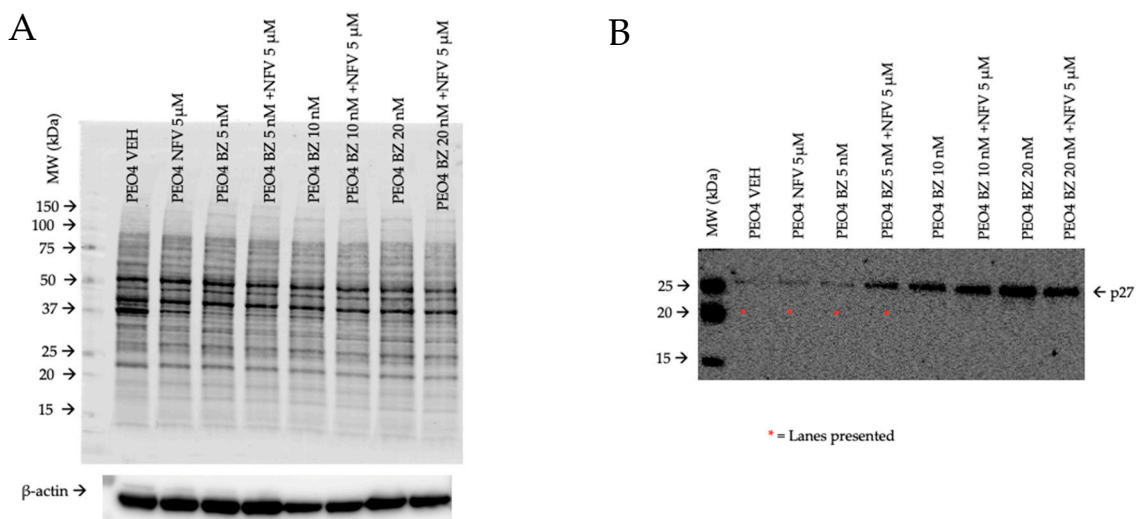 A
MW (kDa)
PEO4 VEH
PEO4 NFV 5 µM
PEO4 BZ 5 nM
PEO4 BZ 5 nM +NFV 5 µM
PEO4 BZ 10 nM
PEO4 BZ 10 nM +NFV 5 µM
PEO4 BZ 20 nM
PEO4 BZ 20 nM +NFV 5 µM
150 →
100 →
75 →
50 →
37 →
25 →
20 →
15 →
β-actin →
B
MW (kDa)
PEO4 VEH
PEO4 NFV 5 µM
PEO4 BZ 5 nM
PEO4 BZ 5 nM +NFV 5 µM
PEO4 BZ 10 nM
PEO4 BZ 10 nM +NFV 5 µM
PEO4 BZ 20 nM
PEO4 BZ 20 nM +NFV 5 µM
25 →
20 →
15 →
← p27
* * * *
* = Lanes presented